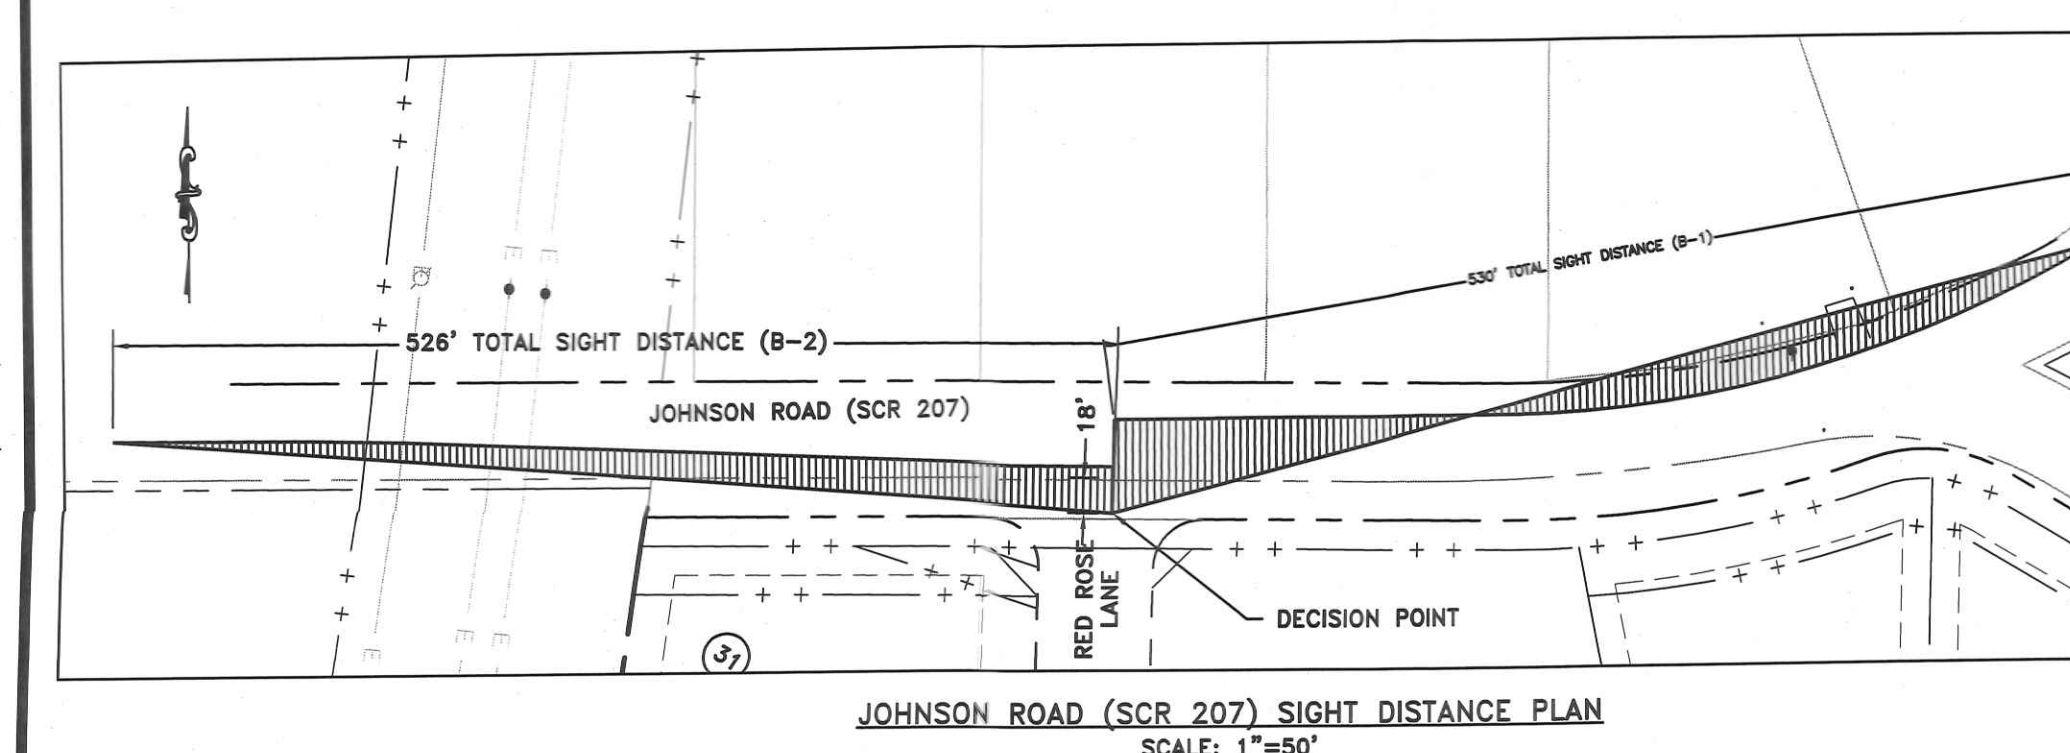 E E
530' TOTAL SIGHT DISTANCE (B-1)
526' TOTAL SIGHT DISTANCE (B-2)
JOHNSON ROAD (SCR 207)
18'
RED ROSE
LANE
DECISION POINT
E E E
31
JOHNSON ROAD (SCR 207) SIGHT DISTANCE PLAN
SCALE: 1"=50'